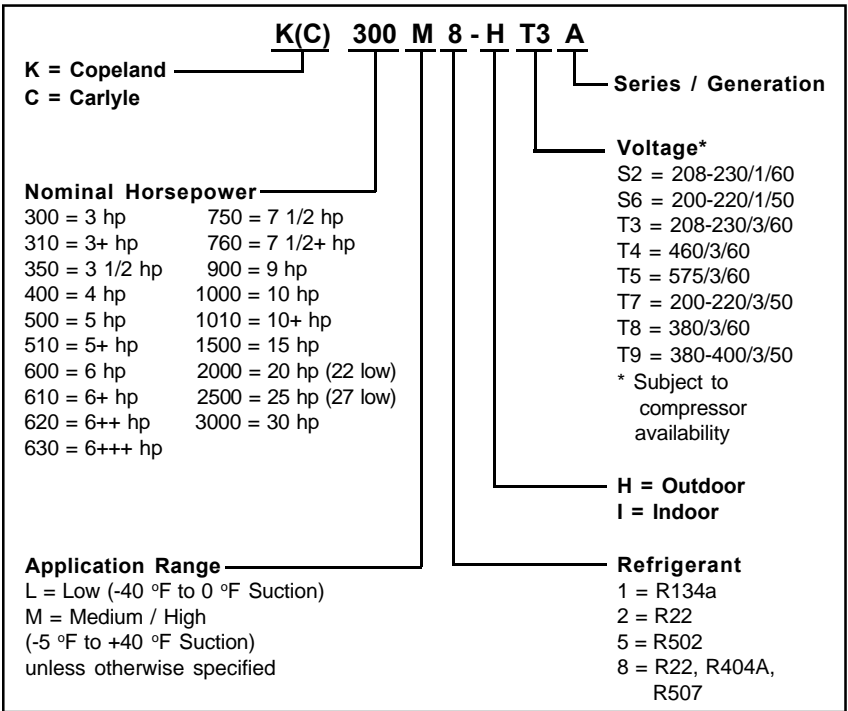 K(C) 300 M 8 - H T3 A
K = Copeland
C = Carlyle
Series / Generation
Voltage*
S2 = 208-230/1/60
S6 = 200-220/1/50
T3 = 208-230/3/60
T4 = 460/3/60
T5 = 575/3/60
T7 = 200-220/3/50
T8 = 380/3/60
T9 = 380-400/3/50
* Subject to
compressor
availability
Nominal Horsepower
300 = 3 hp 750 = 7 1/2 hp
310 = 3+ hp 760 = 7 1/2+ hp
350 = 3 1/2 hp 900 = 9 hp
400 = 4 hp 1000 = 10 hp
500 = 5 hp 1010 = 10+ hp
510 = 5+ hp 1500 = 15 hp
600 = 6 hp 2000 = 20 hp (22 low)
610 = 6+ hp 2500 = 25 hp (27 low)
620 = 6++ hp 3000 = 30 hp
630 = 6+++ hp
H = Outdoor
I = Indoor
Application Range
L = Low (-40 °F to 0 °F Suction)
M = Medium / High
(-5 °F to +40 °F Suction)
unless otherwise specified
Refrigerant
1 = R134a
2 = R22
5 = R502
8 = R22, R404A,
R507